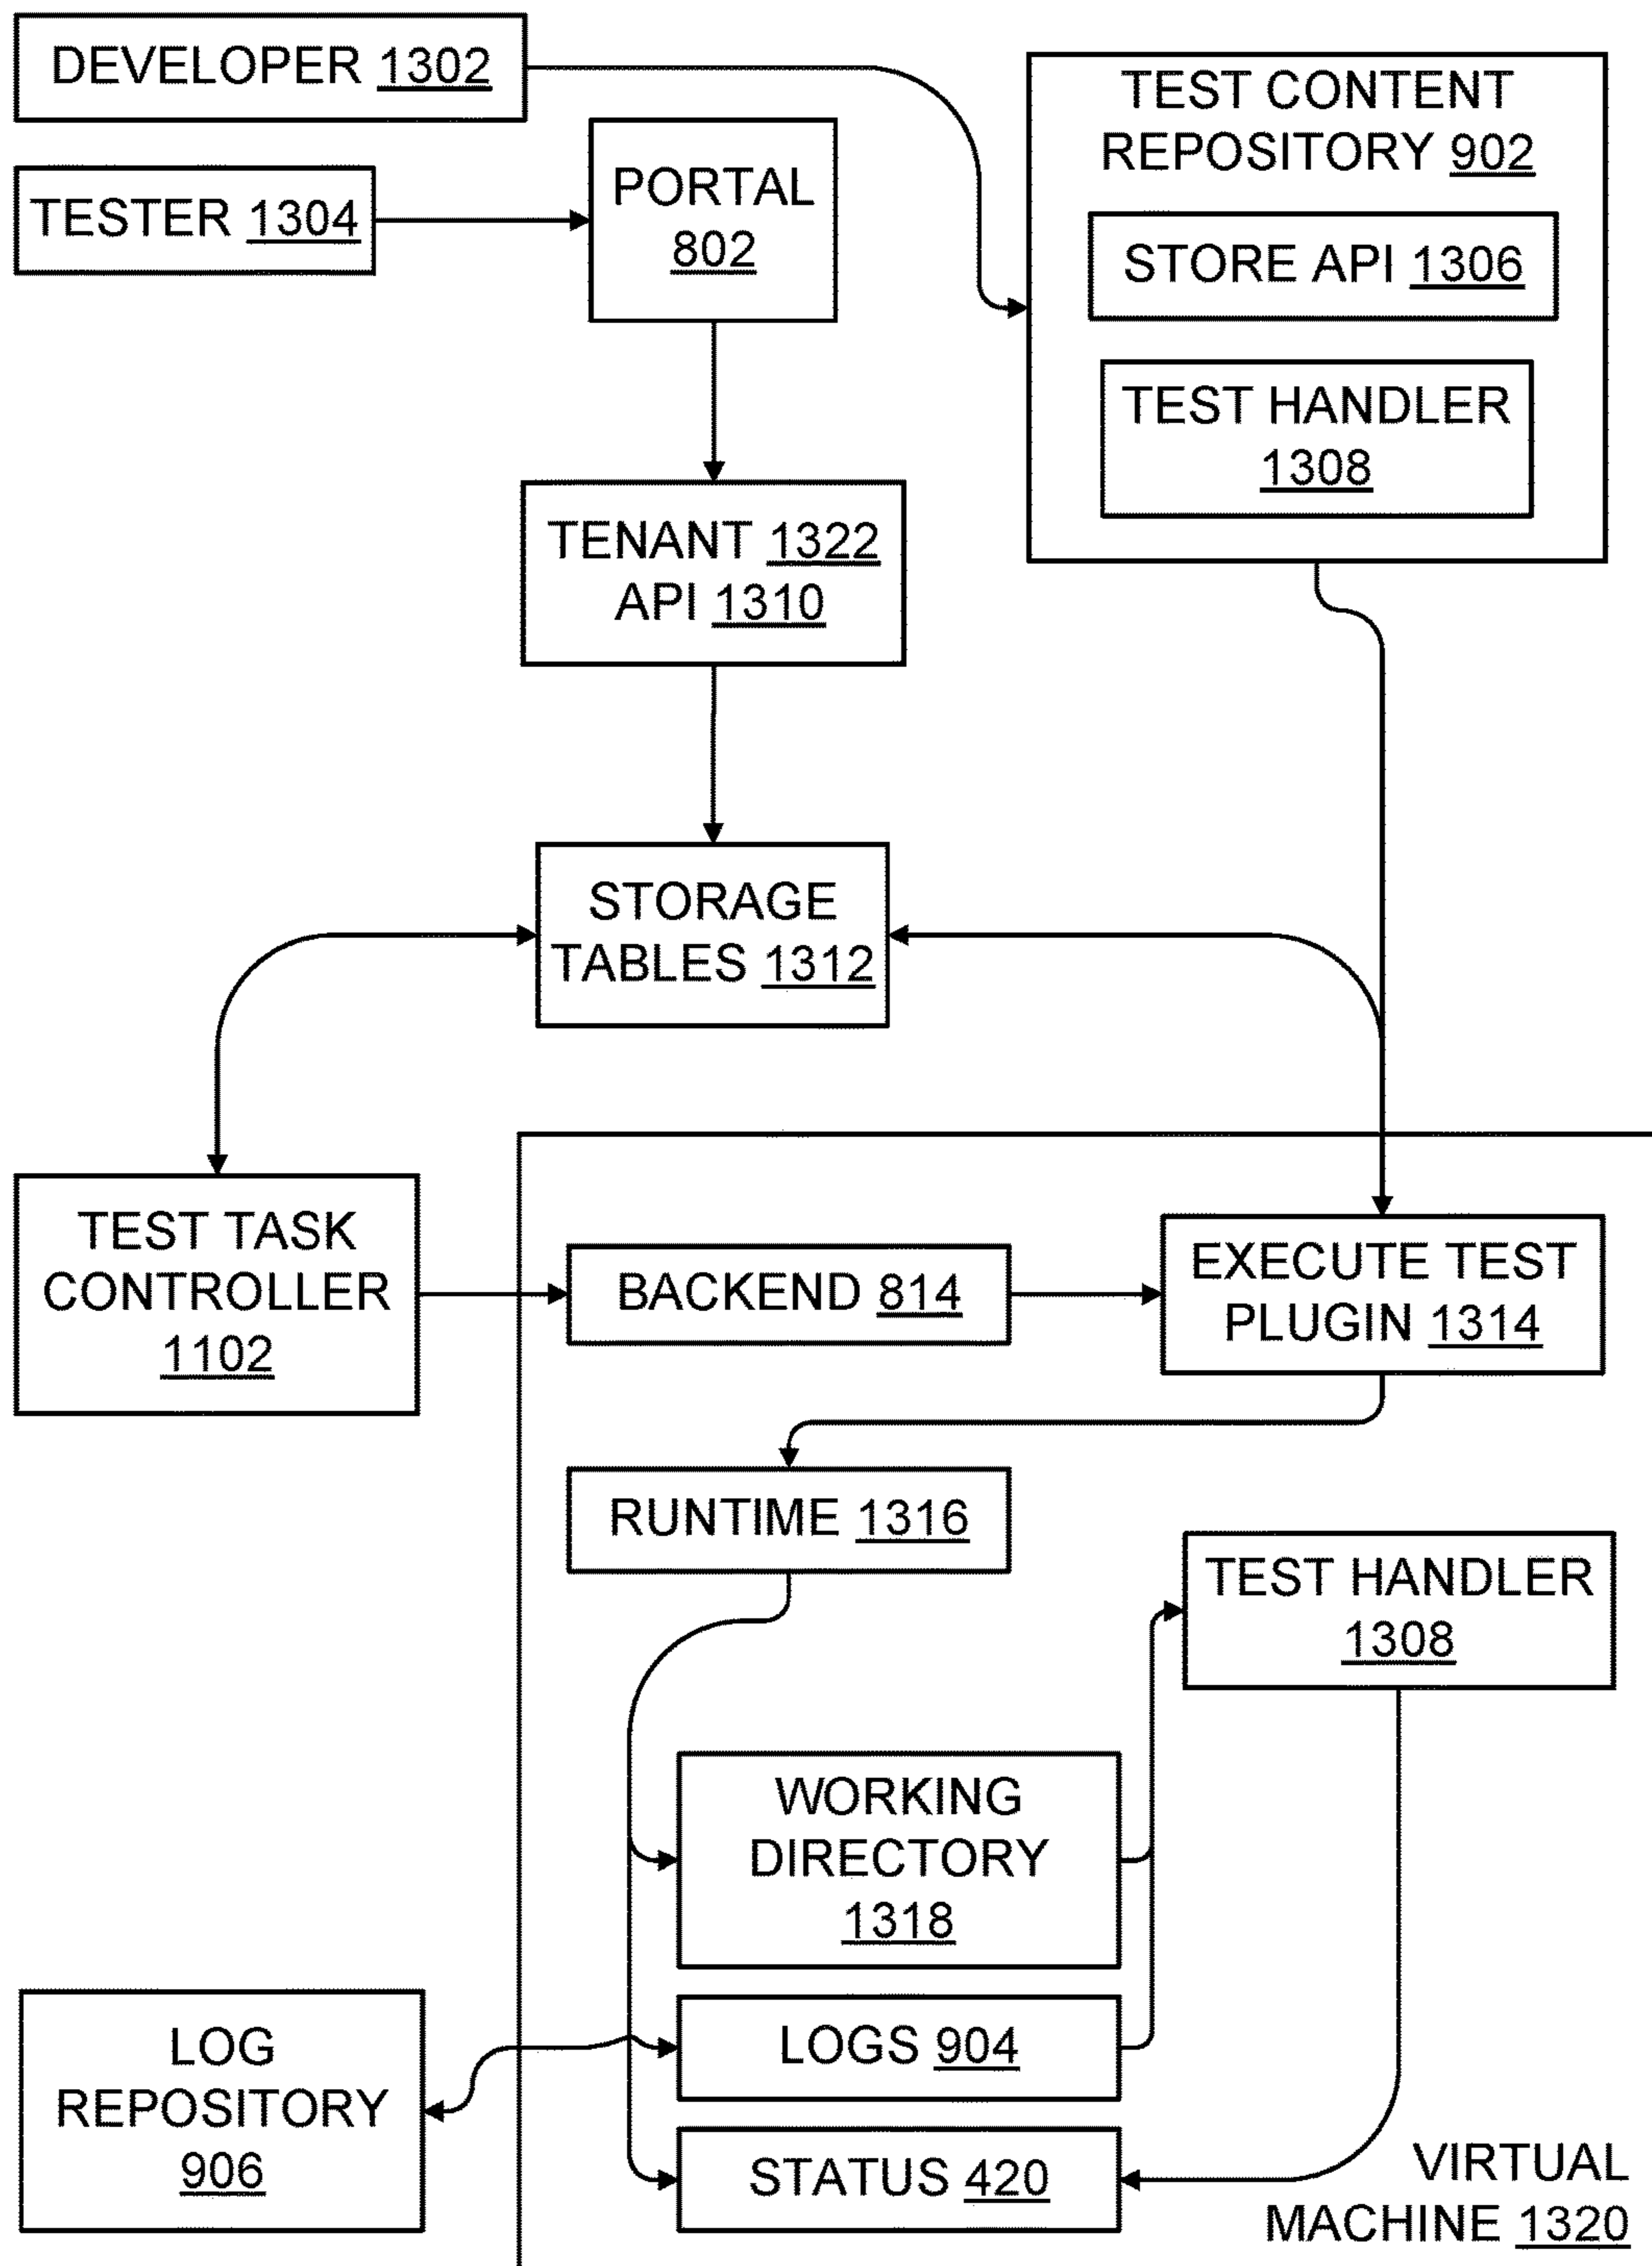 DEVELOPER 1302
TESTER 1304
PORTAL
802
TEST CONTENT
REPOSITORY 902
STORE API 1306
TEST HANDLER
1308
TENANT 1322
API 1310
STORAGE
TABLES 1312
TEST TASK
CONTROLLER
1102
BACKEND 814
EXECUTE TEST
PLUGIN 1314
RUNTIME 1316
TEST HANDLER
1308
WORKING
DIRECTORY
1318
LOGS 904
LOG
REPOSITORY
906
STATUS 420
VIRTUAL
MACHINE 1320